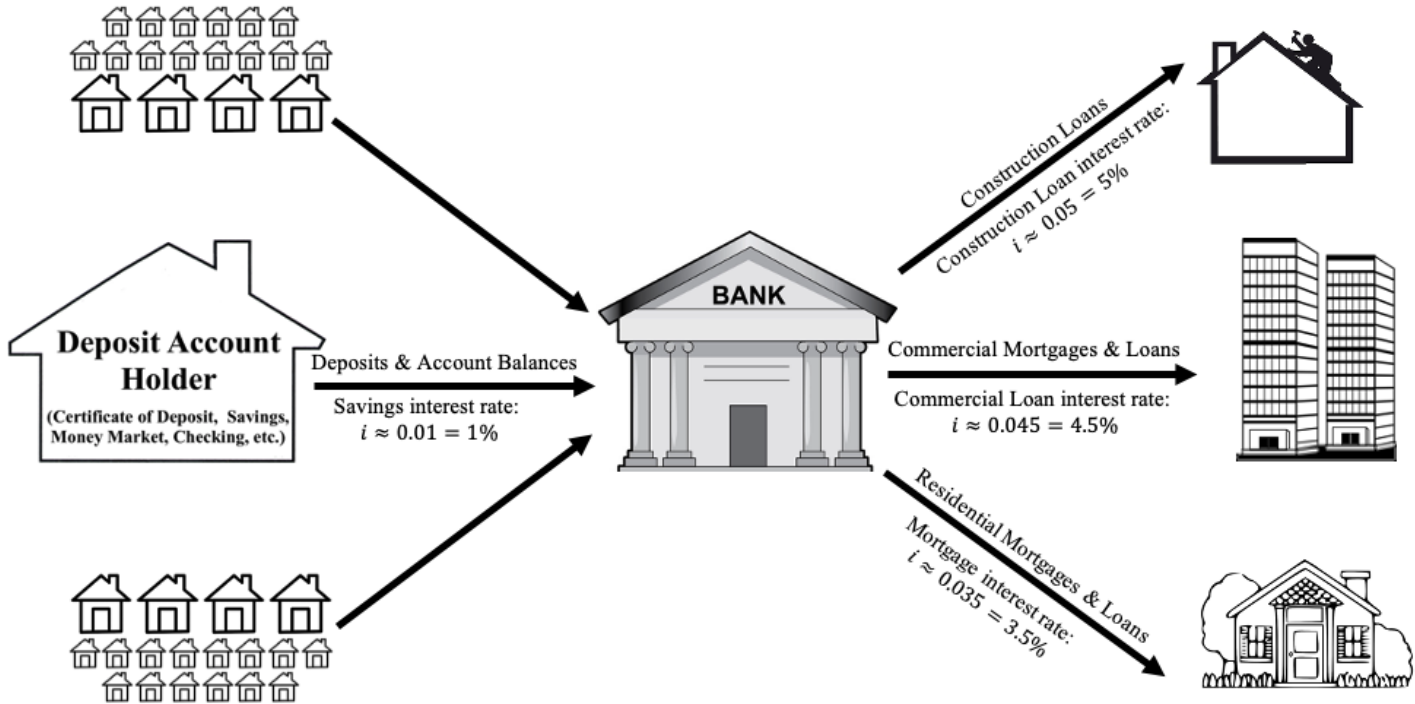 Deposit Account
Holder
(Certificate of Deposit, Savings,
Money Market, Checking, etc.)
Deposits & Account Balances
Savings interest rate:
i ≈ 0.01 = 1%
BANK
Construction Loans
Construction Loan interest rate:
i ≈ 0.05 = 5%
Commercial Mortgages & Loans
Commercial Loan interest rate:
i ≈ 0.045 = 4.5%
Residential Mortgages & Loans
Mortgage interest rate:
i ≈ 0.035 = 3.5%